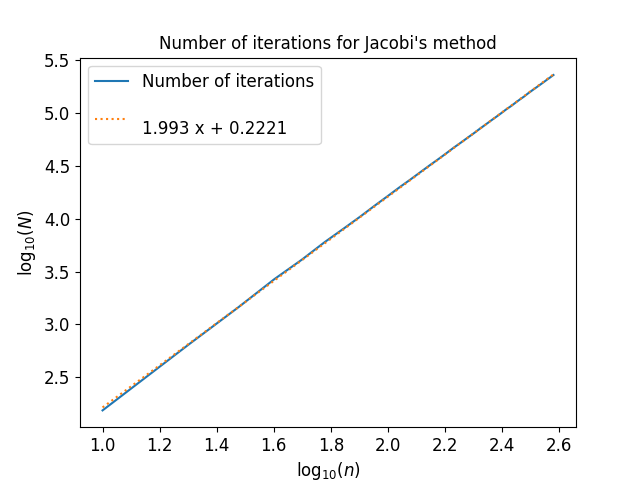 Number of iterations for Jacobi's method
Number of iterations
1.993 x + 0.2221
5.5
5.0
4.5
4.0
3.5
3.0
2.5
log₁₀(N)
1.0 1.2 1.4 1.6 1.8 2.0 2.2 2.4 2.6
log₁₀(n)